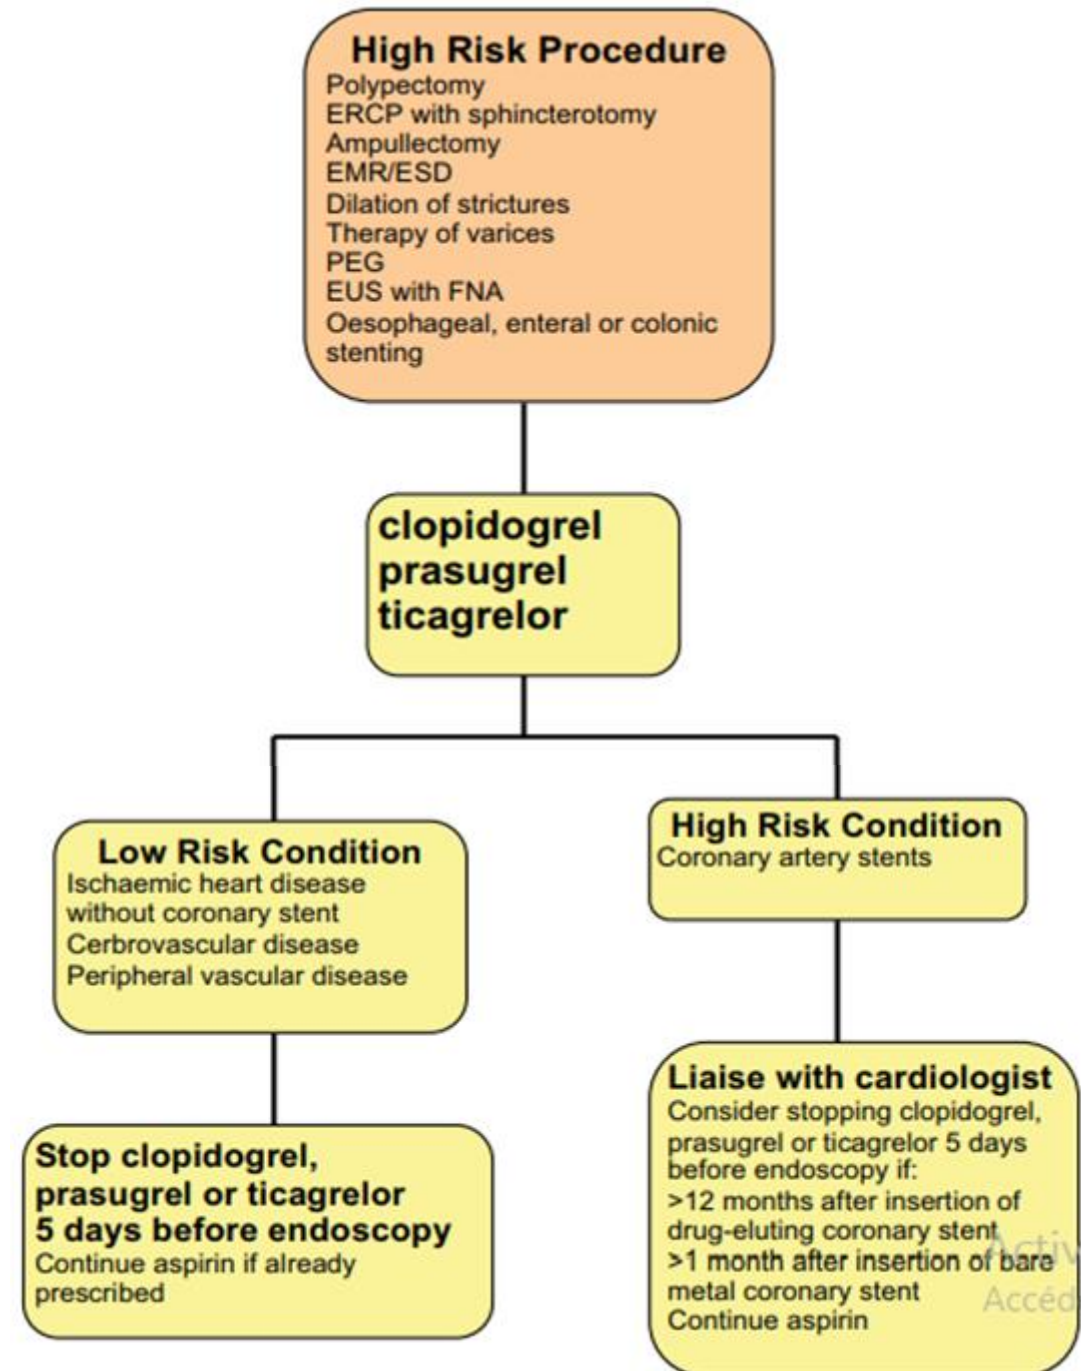 High Risk Procedure
Polypectomy
ERCP with sphincterotomy
Ampullectomy
EMR/ESD
Dilation of strictures
Therapy of varices
PEG
EUS with FNA
Oesophageal, enteral or colonic
stenting
clopidogrel
prasugrel
ticagrelor
Low Risk Condition
Ischaemic heart disease
without coronary stent
Cerbrovascular disease
Peripheral vascular disease
High Risk Condition
Coronary artery stents
Stop clopidogrel,
prasugrel or ticagrelor
5 days before endoscopy
Continue aspirin if already
prescribed
Liaise with cardiologist
Consider stopping clopidogrel,
prasugrel or ticagrelor 5 days
before endoscopy if:
>12 months after insertion of
drug-eluting coronary stent
>1 month after insertion of bare
metal coronary stent
Continue aspirin
Activ
Accéd